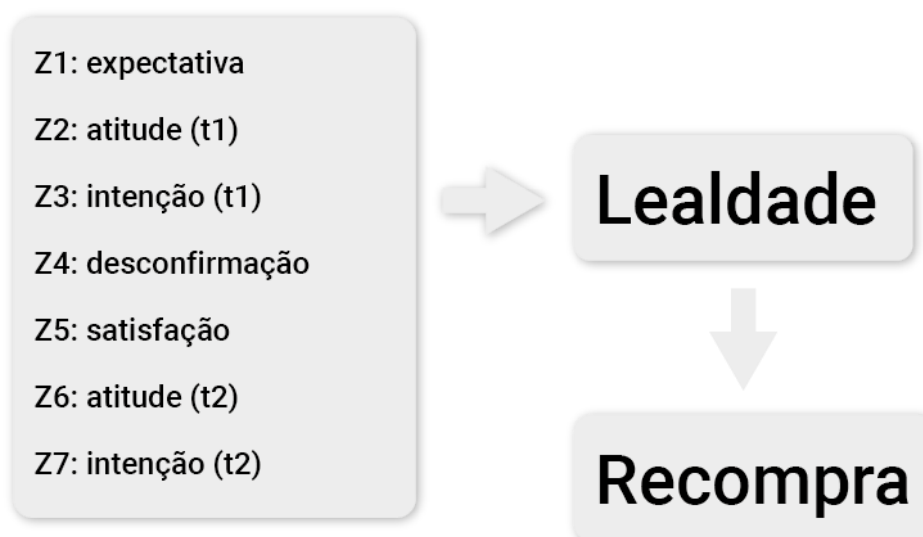 Z1: expectativa
Z2: atitude (t1)
Z3: intenção (t1)
Z4: desconfirmação
Z5: satisfação
Z6: atitude (t2)
Z7: intenção (t2)
Lealdade
Recompra